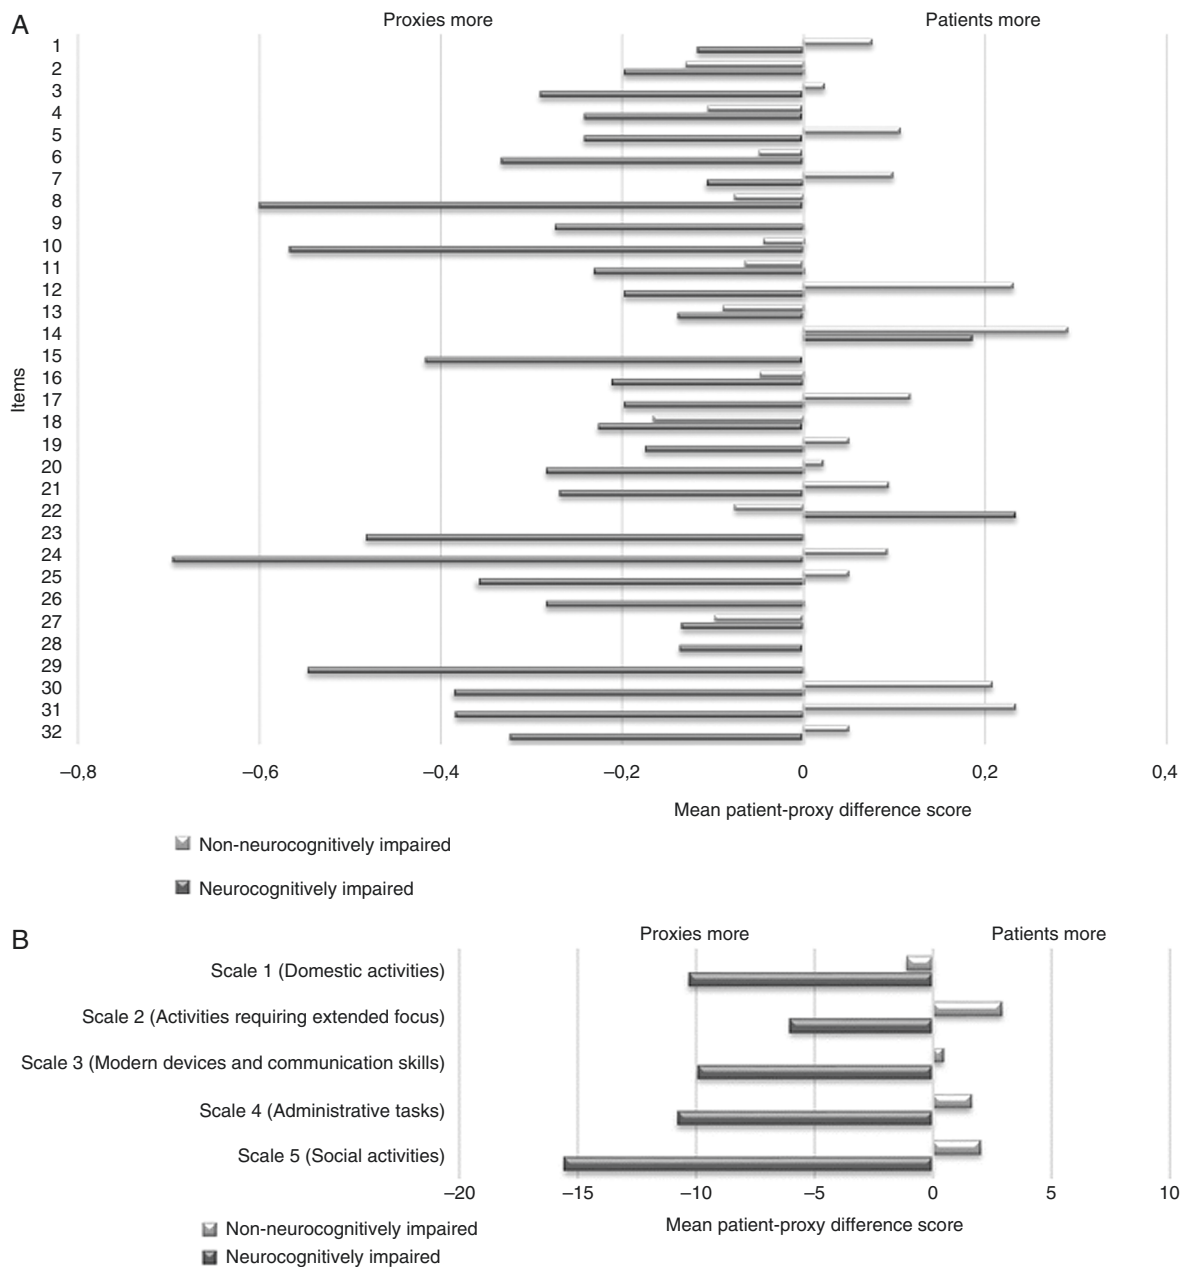 A
Proxies more Patients more
Items
1
2
3
4
5
6
7
8
9
10
11
12
13
14
15
16
17
18
19
20
21
22
23
24
25
26
27
28
29
30
31
32
–0,8 –0,6 –0,4 –0,2 0 0,2 0,4
Mean patient-proxy difference score
Non-neurocognitively impaired
Neurocognitively impaired
B
Proxies more Patients more
Scale 1 (Domestic activities)
Scale 2 (Activities requiring extended focus)
Scale 3 (Modern devices and communication skills)
Scale 4 (Administrative tasks)
Scale 5 (Social activities)
–20 –15 –10 –5 0 5 10
Mean patient-proxy difference score
Non-neurocognitively impaired
Neurocognitively impaired